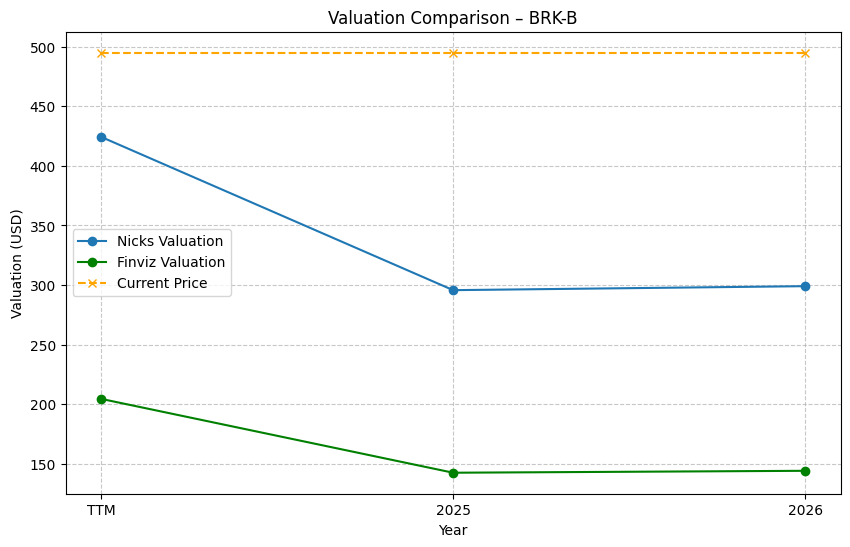 Valuation Comparison – BRK-B
Valuation (USD)
500
450
400
350
300
250
200
150
Nicks Valuation
Finviz Valuation
Current Price
TTM
2025
2026
Year